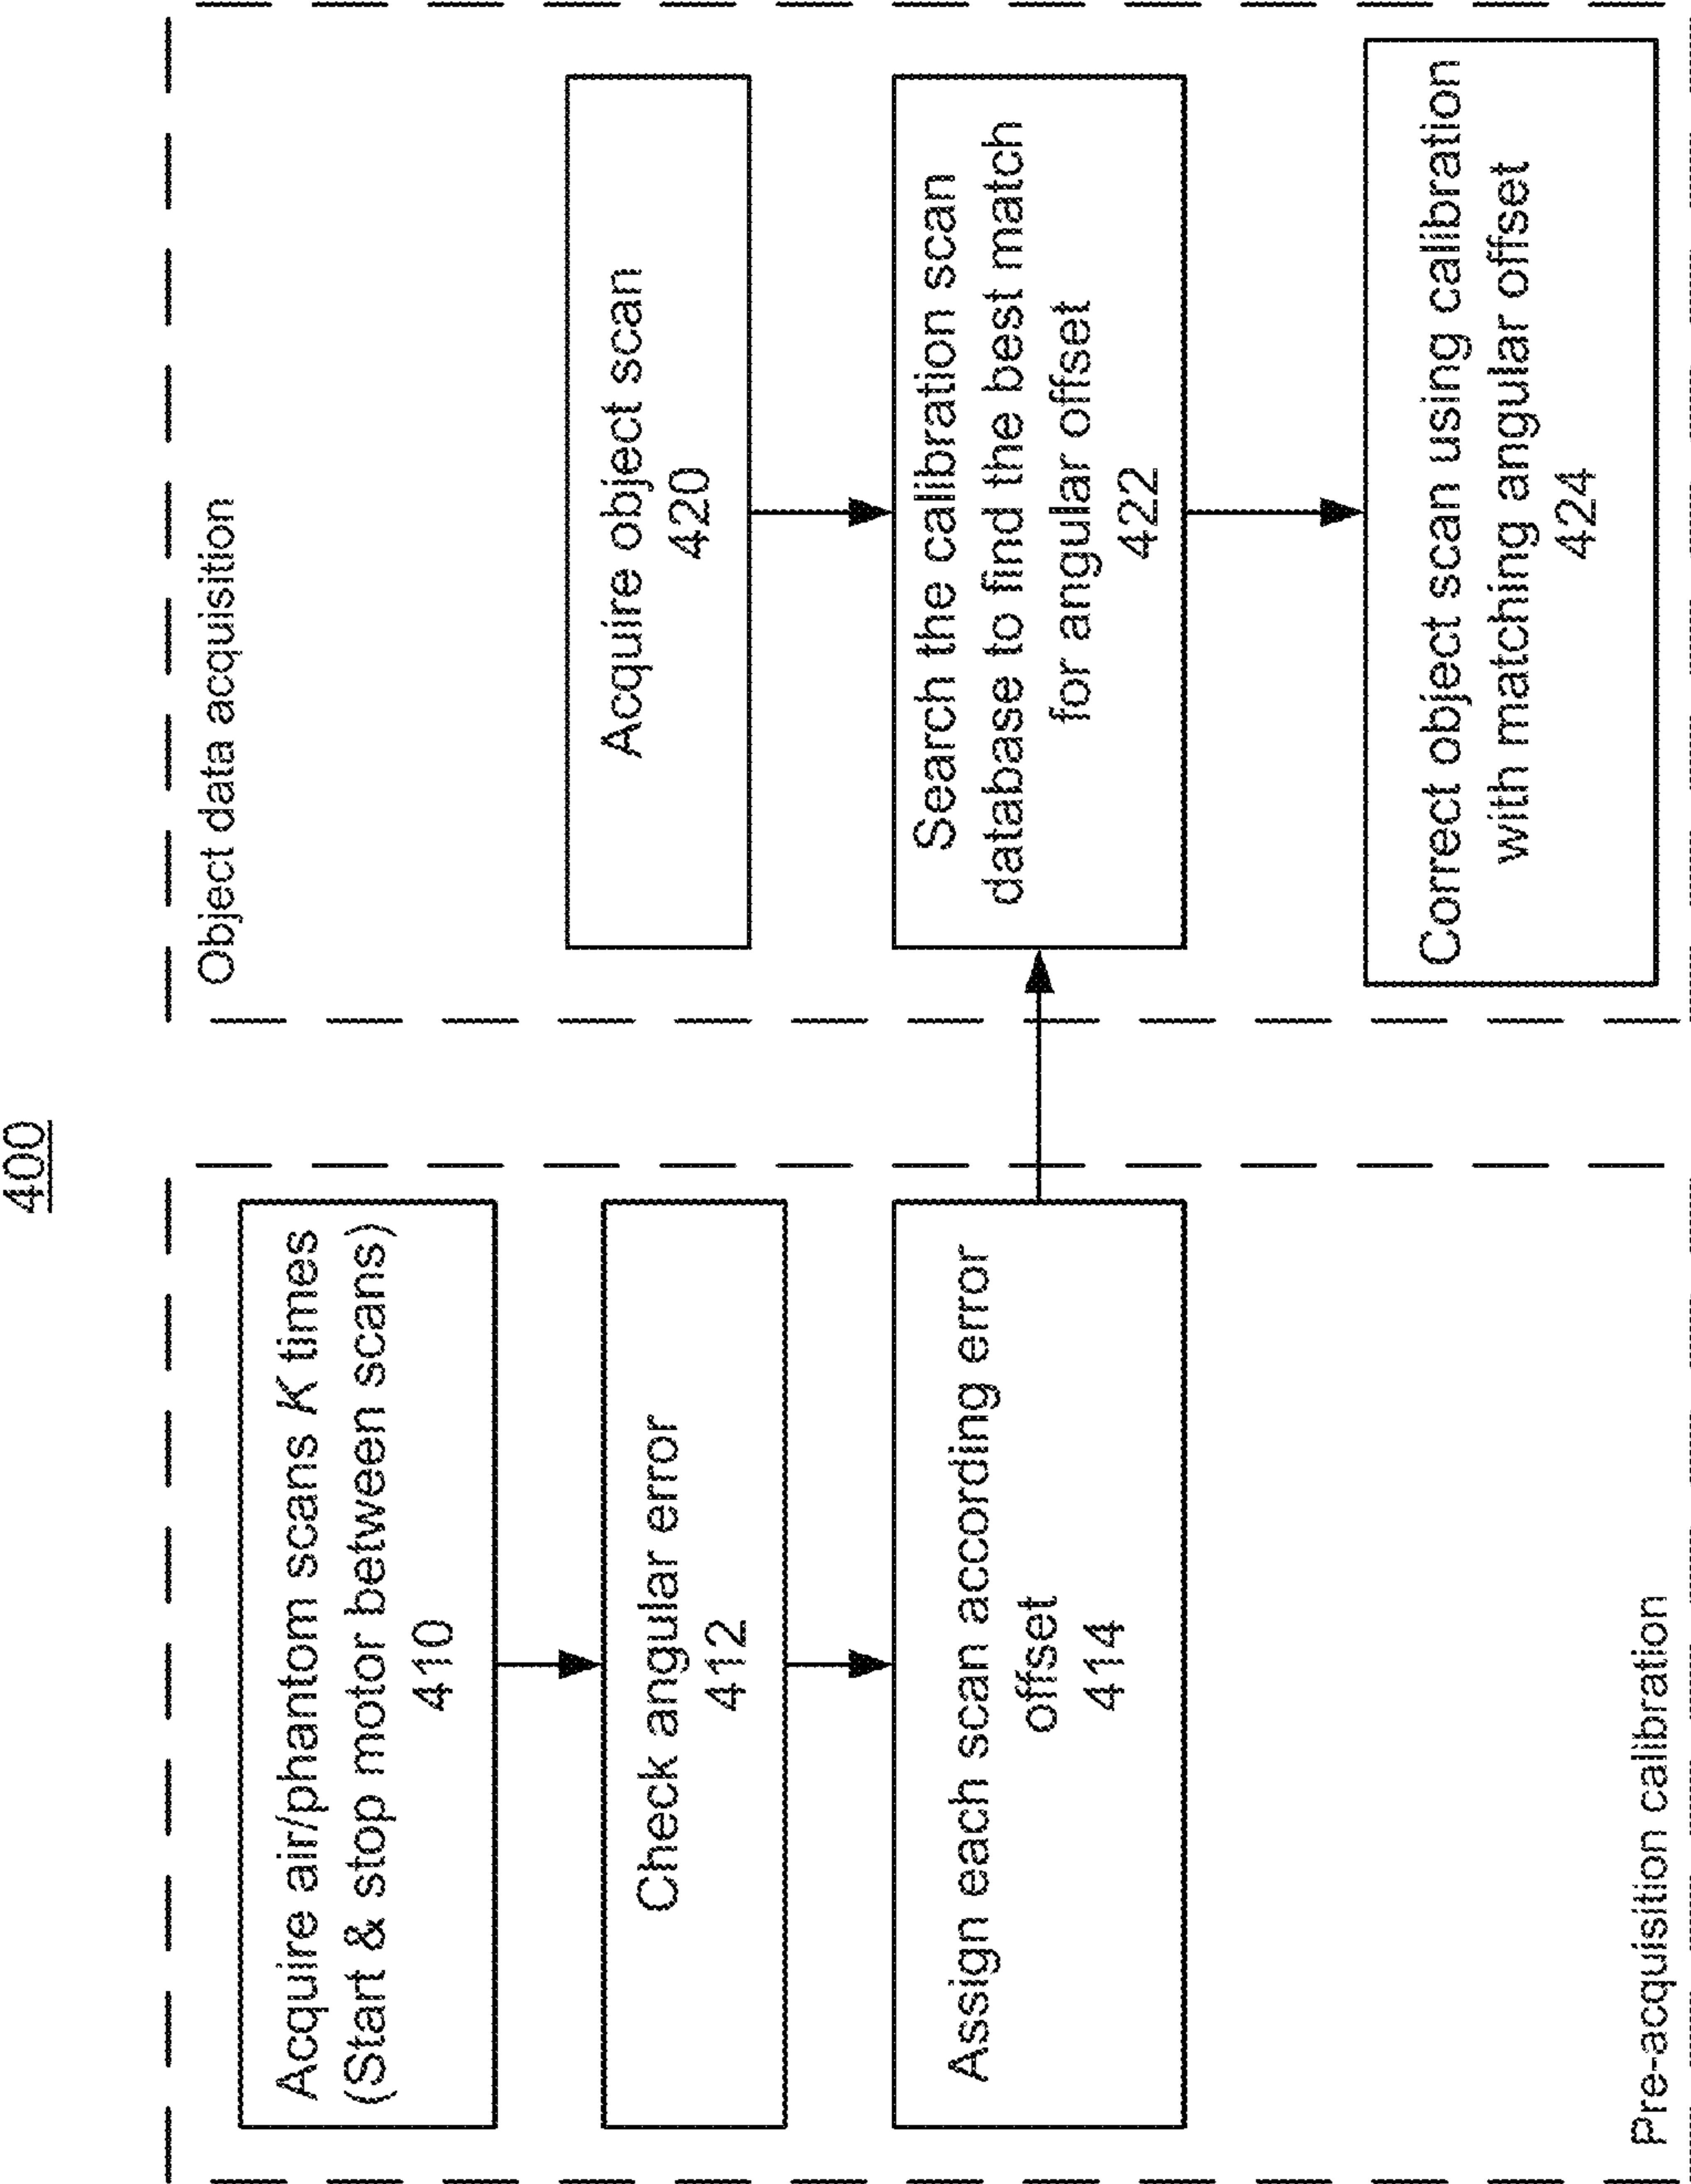 400
Acquire air/phantom scans K times
(Start & stop motor between scans)
410
Check angular error
412
Assign each scan according error
offset
414
Pre-acquisition calibration
Object data acquisition
Acquire object scan
420
Search the calibration scan
database to find the best match
for angular offset
422
Correct object scan using calibration
with matching angular offset
424